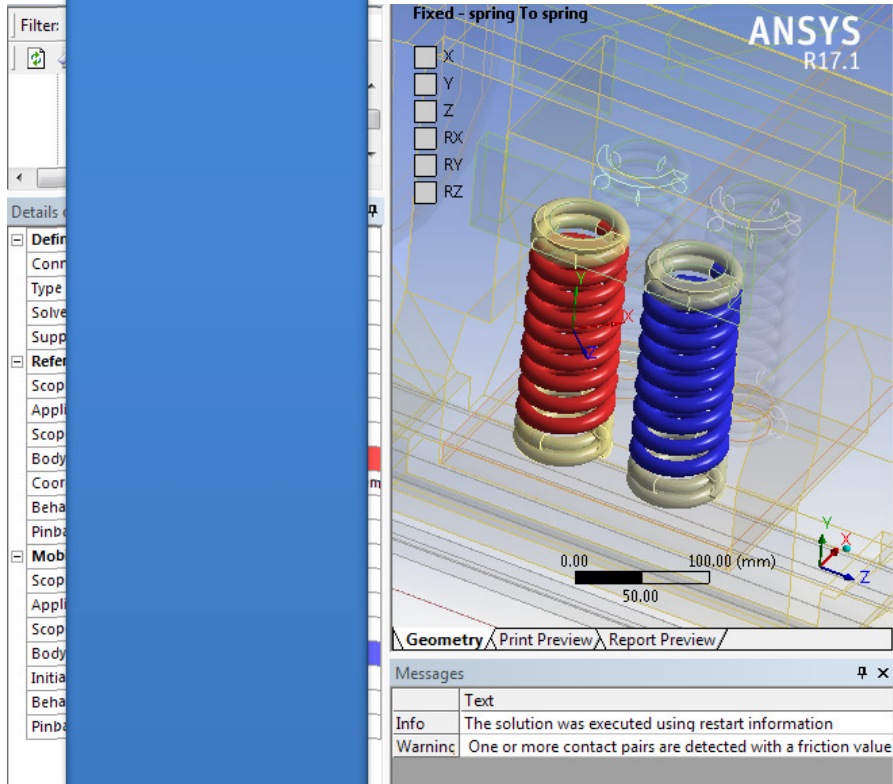 Filter:
Details
Defin
Conn
Type
Solve
Supp
Refer
Scop
Appli
Scop
Body
Coor
em
Beha
Pinba
Mobi
Scop
Appli
Scop
Body
Initia
Beha
Pinba
Fixed - spring To spring
X
Y
Z
RX
RY
RZ
ANSYS
R17.1
Y
X
Z
0.00 100.00 (mm)
50.00
Y
X
Z
Geometry Print Preview Report Preview
Messages
Text
Info The solution was executed using restart information
Warning One or more contact pairs are detected with a friction value